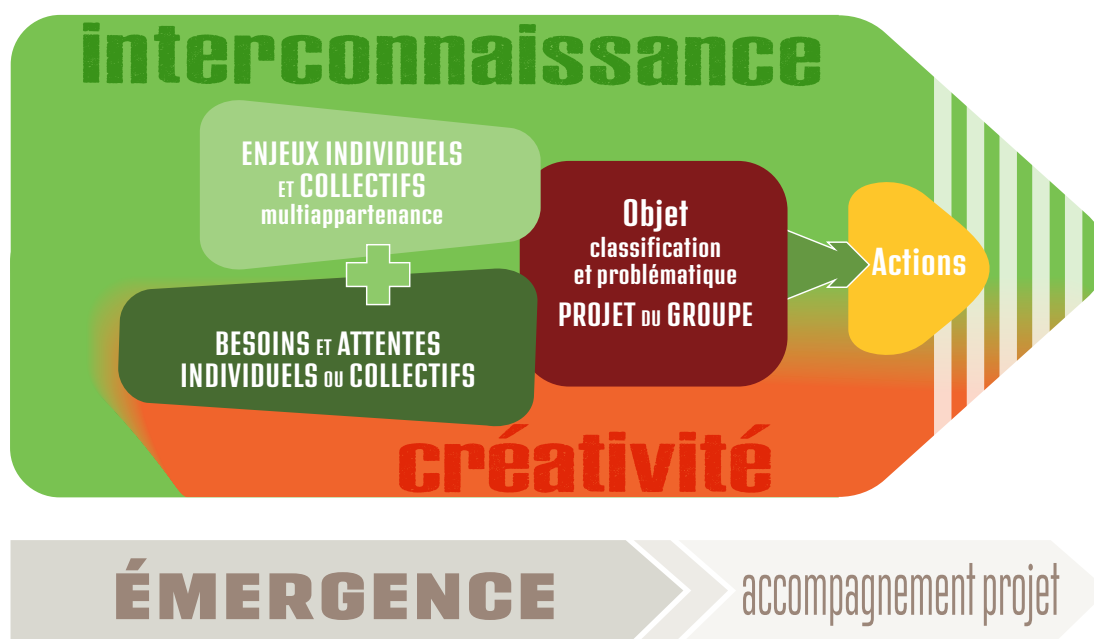 interconnaissance
ENJEUX INDIVIDUELS
ET COLLECTIFS
multiappartenance
BESOINS ET ATTENTES
INDIVIDUELS OU COLLECTIFS
Objet
classification
et problématique
PROJET DU GROUPE
Actions
créativité
ÉMERGENCE
accompagnement projet